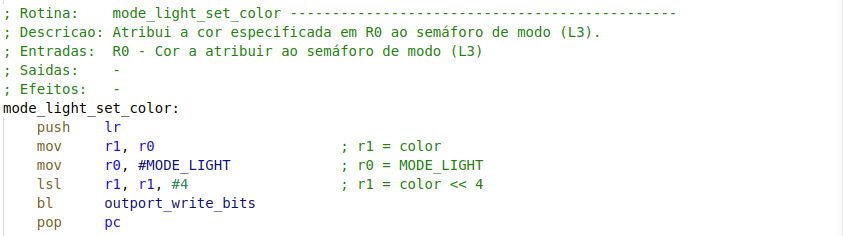 ; Rotina:    mode_light_set_color ----------------------------------------------
; Descricao: Atribui a cor especificada em R0 ao semáforo de modo (L3).
; Entradas:  R0 - Cor a atribuir ao semáforo de modo (L3)
; Saidas:    -
; Efeitos:   -
mode_light_set_color:
    push    lr
    mov     r1, r0                      ; r1 = color
    mov     r0, #MODE_LIGHT             ; r0 = MODE_LIGHT
    lsl     r1, r1, #4                  ; r1 = color << 4
    bl      outport_write_bits
    pop     pc